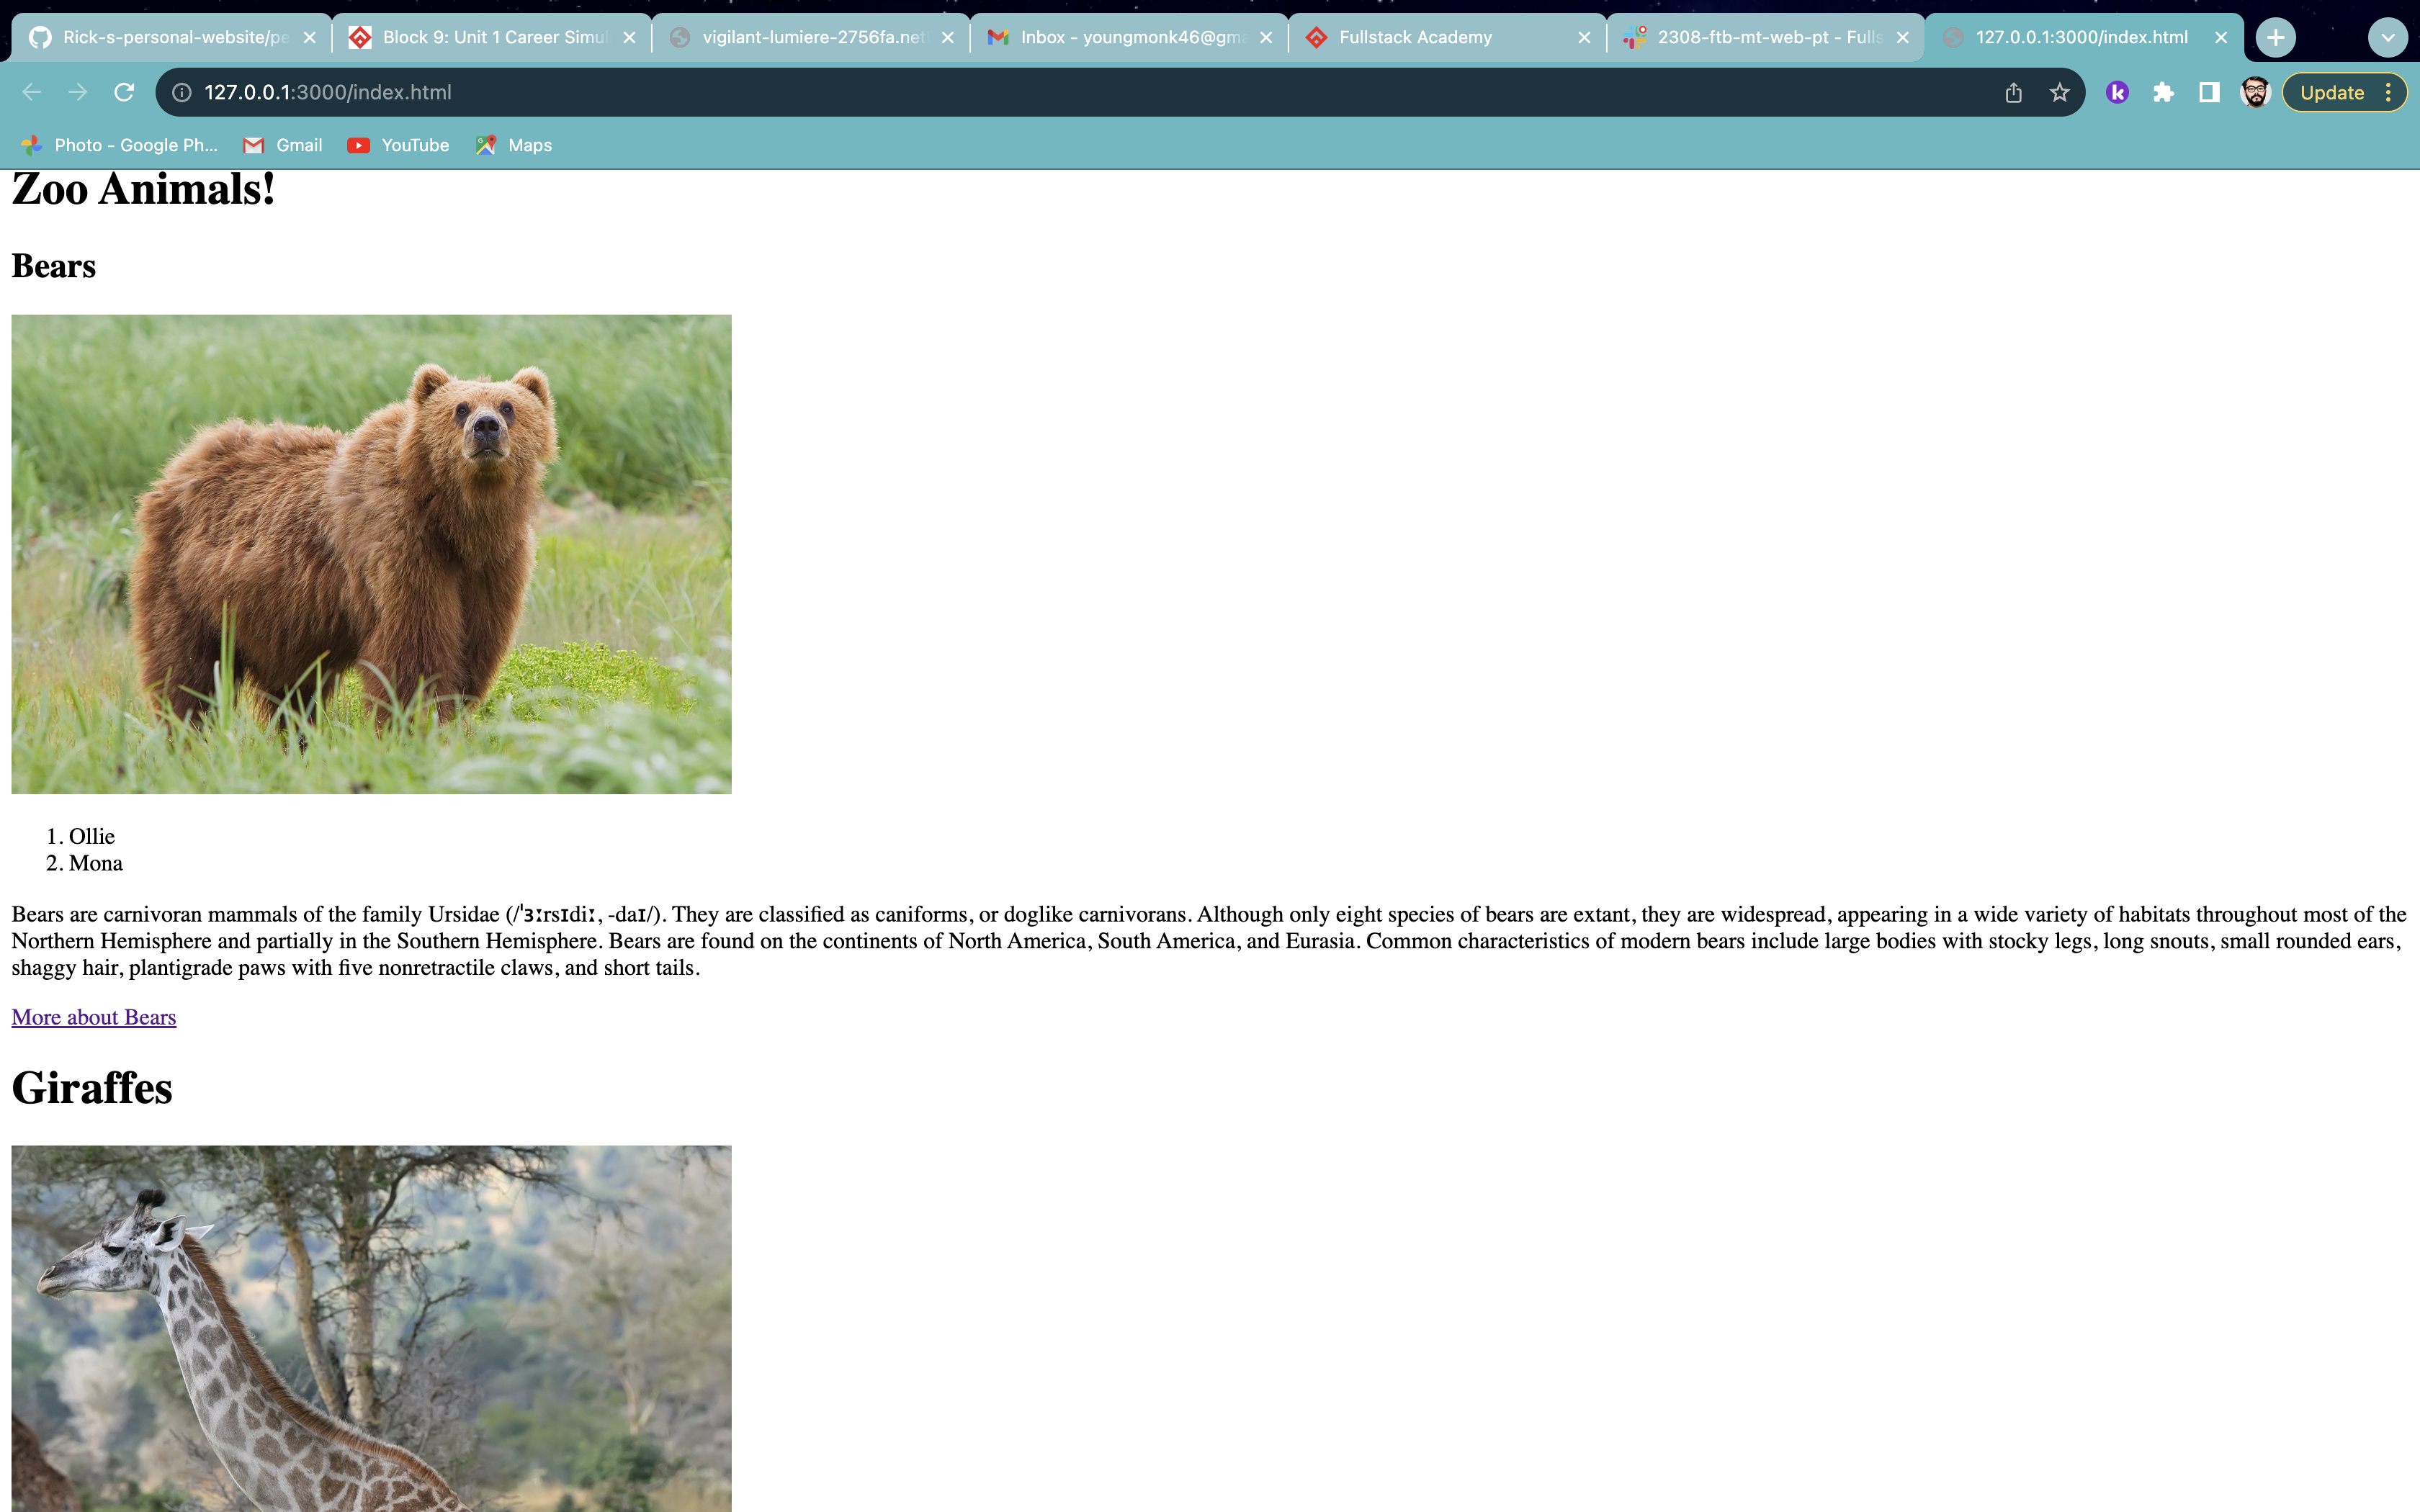 Rick-s-personal-website/pe
Block 9: Unit 1 Career Simul
vigilant-lumiere-2756fa.net
Inbox - youngmonk46@gma
Fullstack Academy
2308-ftb-mt-web-pt - Fulls
127.0.0.1:3000/index.html
127.0.0.1:3000/index.html
Update
Photo - Google Ph...
Gmail
YouTube
Maps
Zoo Animals!
Bears
1. Ollie
2. Mona
Bears are carnivoran mammals of the family Ursidae (/ˈɜːrsɪdiː, -daɪ/). They are classified as caniforms, or doglike carnivorans. Although only eight species of bears are extant, they are widespread, appearing in a wide variety of habitats throughout most of the
Northern Hemisphere and partially in the Southern Hemisphere. Bears are found on the continents of North America, South America, and Eurasia. Common characteristics of modern bears include large bodies with stocky legs, long snouts, small rounded ears,
shaggy hair, plantigrade paws with five nonretractile claws, and short tails.
More about Bears
Giraffes